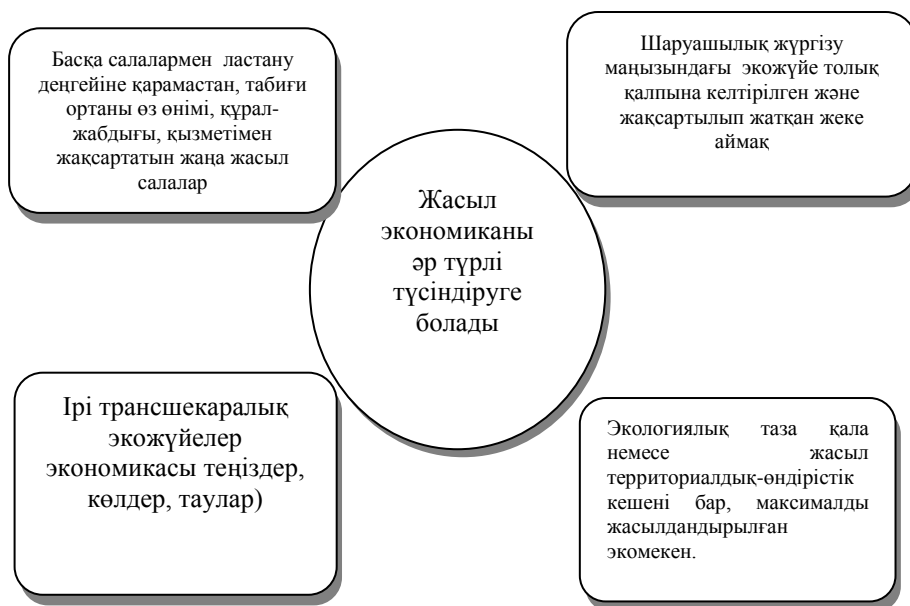 Басқа салалармен  ластану
деңгейіне қарамастан, табиғи
ортаны өз өнімі, құрал-
жабдығы, қызметімен
жақсартатын жаңа жасыл
салалар
Шаруашылық жүргізу
маңызындағы  экожүйе толық
қалпына келтірілген және
жақсартылып жатқан жеке
аймақ
Жасыл
экономиканы
әр түрлі
түсіндіруге
болады
Ірі трансшекаралық
экожүйелер
экономикасы теңіздер,
көлдер, таулар)
Экологиялық таза қала
немесе жасыл
территориалдық-өндірістік
кешені бар, максималды
жасылдандырылған
экомекен.